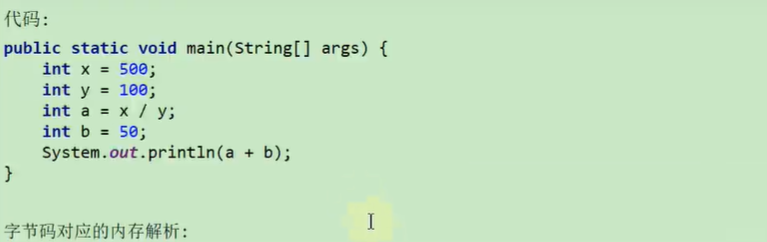 代码:
public static void main(String[] args) {
    int x = 500;
    int y = 100;
    int a = x / y;
    int b = 50;
    System.out.println(a + b);
}
字节码对应的内存解析: